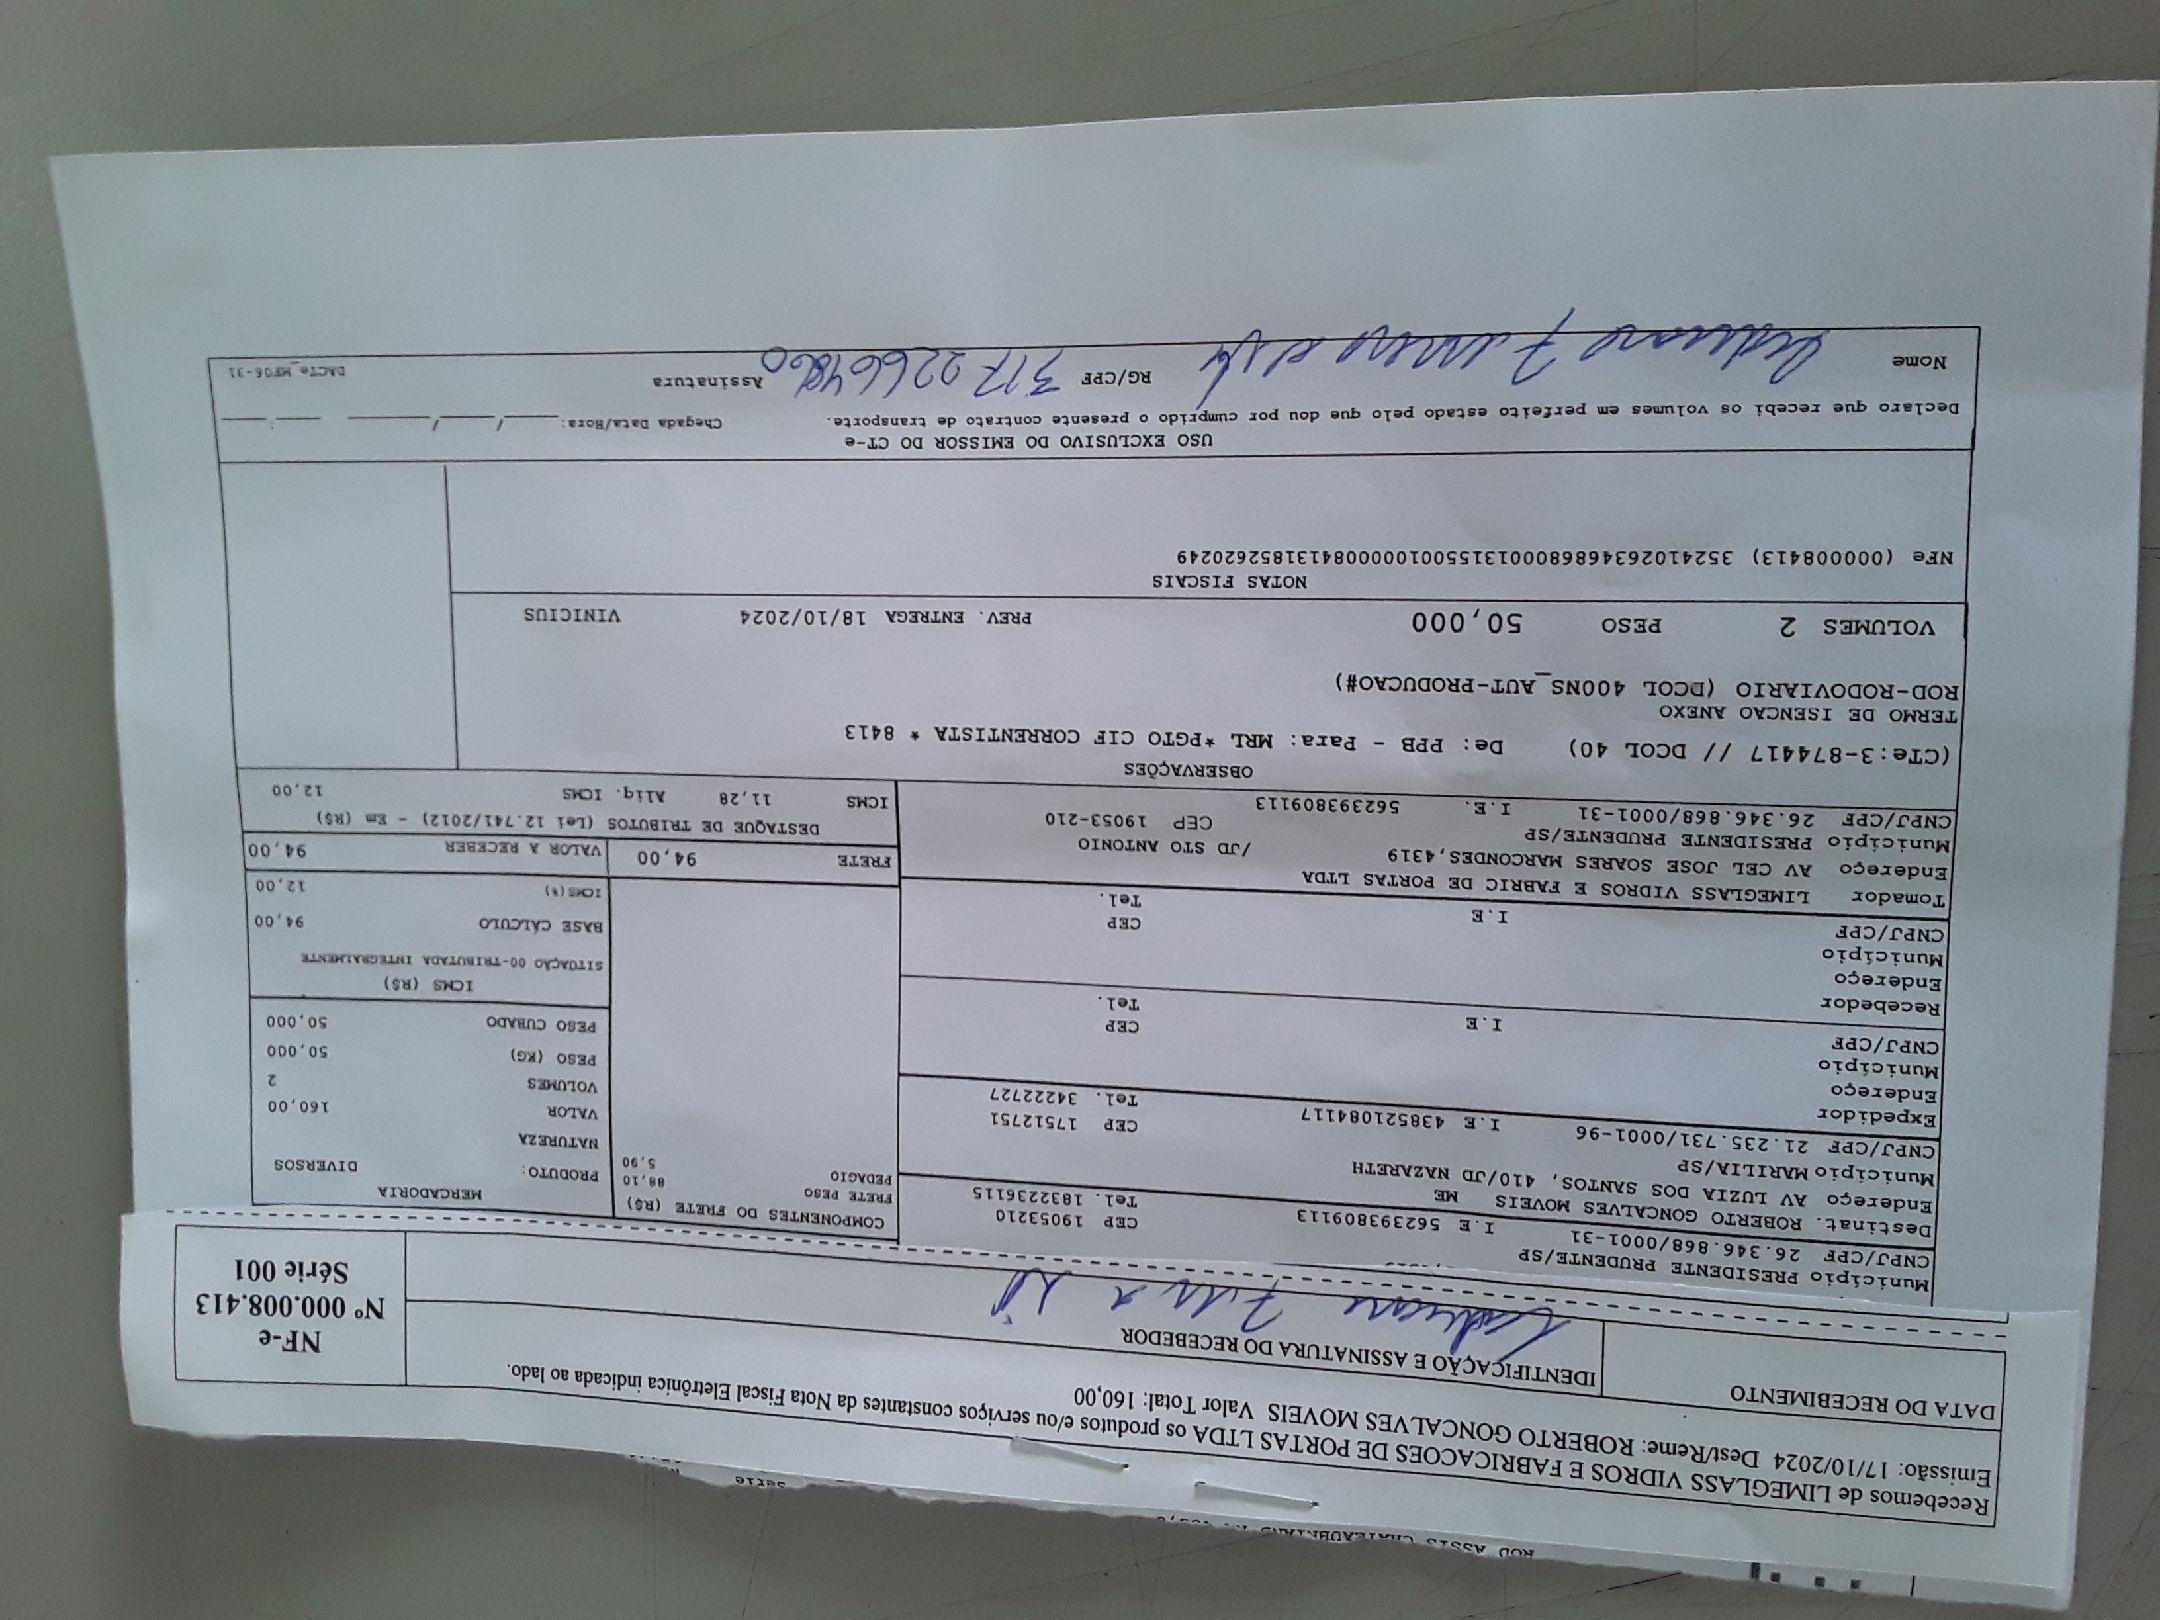 Recebemos de LIMEGLASS VIDROS E FABRICACOES DE PORTAS LTDA os produtos e/ou serviços constantes da Nota Fiscal Eletrônica indicada ao lado.
Emissão: 17/10/2024 Dest/Reme: ROBERTO GONCALVES MOVEIS Valor Total: 160,00
DATA DO RECEBIMENTO
IDENTIFICAÇÃO E ASSINATURA DO RECEBEDOR
NF-e
Nº 000.008.413
Série 001
Município PRESIDENTE PRUDENTE/SP
CNPJ/CPF 26.346.868/0001-31 I.E 562393809113 CEP 19053210
Tel. 1832236115
Destinat. ROBERTO GONCALVES MOVEIS ME
Endereço AV LUZIA DOS SANTOS, 410/JD NAZARETH
Município MARILIA/SP CEP 17512751
CNPJ/CPF 21.235.731/0001-96 I.E 438521084117 Tel. 34222727
Expedidor
Endereço
Município CEP
CNPJ/CPF I.E Tel.
Recebedor
Endereço
Município CEP
CNPJ/CPF I.E Tel.
Tomador LIMEGLASS VIDROS E FABRIC DE PORTAS LTDA
Endereço AV CEL JOSE SOARES MARCONDES,4319 /JD STO ANTONIO
Município PRESIDENTE PRUDENTE/SP CEP 19053-210
CNPJ/CPF 26.346.868/0001-31 I.E. 562393809113
COMPONENTES DO FRETE (R$)
FRETE PESO 88,10
PEDAGIO 5,90
FRETE 94,00
MERCADORIA
PRODUTO: DIVERSOS
NATUREZA
VALOR 160,00
VOLUMES 2
PESO (KG) 50,000
PESO CUBADO 50,000
ICMS (R$)
SITUAÇÃO 00-TRIBUTADA INTEGRALMENTE
BASE CÁLCULO 94,00
ICMS(%) 12,00
VALOR A RECEBER 94,00
DESTAQUE DE TRIBUTOS (Lei 12.741/2012) - Em (R$)
ICMS 11,28 Aliq. ICMS 12,00
OBSERVAÇÕES
(CTe:3-874417 // DCOL 40) De: PPB - Para: MRL *PGTO CIF CORRENTISTA * 8413
TERMO DE ISENCAO ANEXO
ROD-RODOVIARIO (DCOL 400NS_AUT-PRODUCAO#)
VOLUMES 2 PESO 50,000 PREV. ENTREGA 18/10/2024 VINICIUS
NOTAS FISCAIS
NFe (000008413) 35241026346868000131550010000084131852620249
USO EXCLUSIVO DO EMISSOR DO CT-e
Declaro que recebi os volumes em perfeito estado pelo que dou por cumprido o presente contrato de transporte. Chegada Data/Hora: ____/____/____ ___:___
Nome RG/CPF Assinatura
DACTe_MF06-31